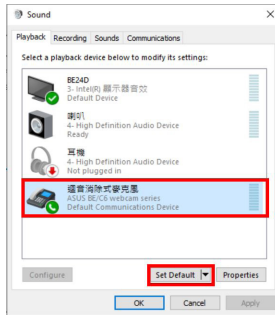 Sound
Playback Recording Sounds Communications
Select a playback device below to modify its settings:
BE24D
3- Intel(R) 顯示器音效
Default Device
喇叭
4- High Definition Audio Device
Ready
耳機
4- High Definition Audio Device
Not plugged in
迴音消除式麥克風
ASUS BE/C6 webcam series
Default Communications Device
Configure Set Default Properties
OK Cancel Apply